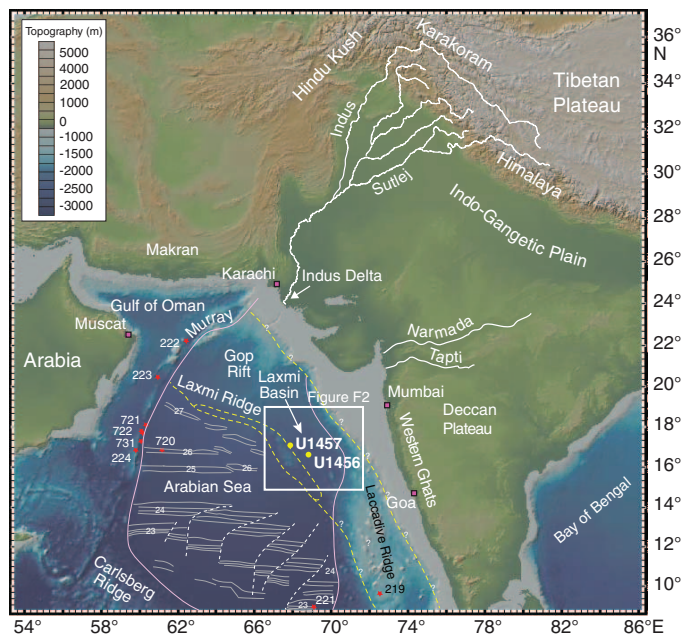 Topography (m)
5000
4000
3000
2000
1000
0
-1000
-1500
-2000
-2500
-3000
Hindu Kush
Karakoram
Tibetan
Plateau
Indus
Sutlej
Himalaya
Indo-Gangetic Plain
Makran
Karachi
Indus Delta
Gulf of Oman
Muscat
Murray
222
Arabia
Narmada
Tapti
Gop
Rift
223
Laxmi Ridge
Laxmi
Basin
Figure F2
Mumbai
Deccan
Plateau
27
721
722
731
720
224
26
26
25
25
26
U1457
U1456
Western Ghats
Arabian Sea
Goa
Laccadive Ridge
Bay of Bengal
24
23
24
23
221
219
Carlsberg
Ridge
?
?
?
?
?
?
?
36°
N
34°
32°
30°
28°
26°
24°
22°
20°
18°
16°
14°
12°
10°
54°
58°
62°
66°
70°
74°
78°
82°
86°E